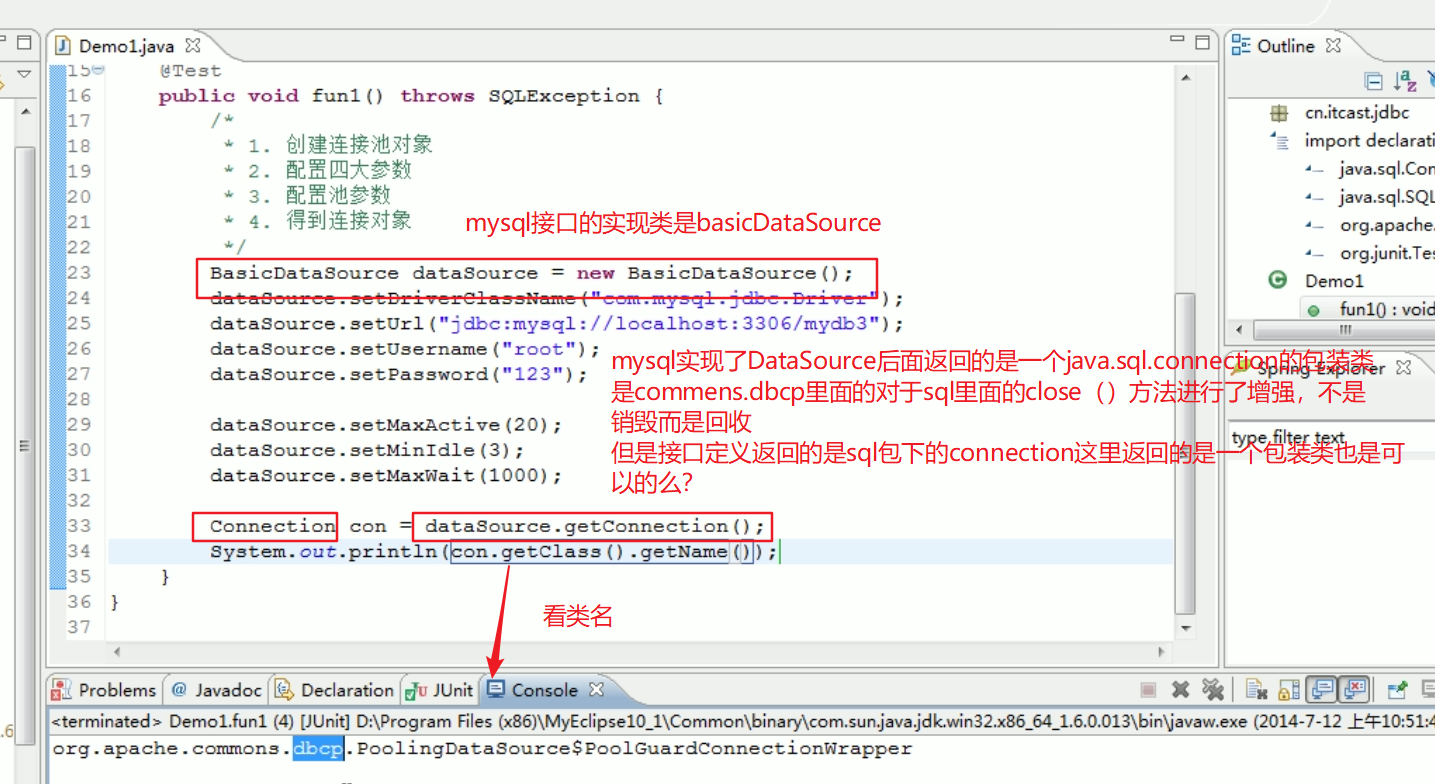 Demo1.java
Outline
15 @Test
16 public void fun1() throws SQLException {
17 /*
18 * 1. 创建连接池对象
19 * 2. 配置四大参数
20 * 3. 配置池参数
21 * 4. 得到连接对象
mysql接口的实现类是basicDataSource
22 */
23 BasicDataSource dataSource = new BasicDataSource();
24 dataSource.setDriverClassName("com.mysql.jdbc.Driver");
25 dataSource.setUrl("jdbc:mysql://localhost:3306/mydb3");
26 dataSource.setUsername("root");
27 dataSource.setPassword("123");
28
mysql实现了DataSource后面返回的是一个java.sql.connection的包装类
是commens.dbcp里面的对于sql里面的close（）方法进行了增强，不是
销毁而是回收
但是接口定义返回的是sql包下的connection这里返回的是一个包装类也是可
以的么?
29 dataSource.setMaxActive(20);
30 dataSource.setMinIdle(3);
31 dataSource.setMaxWait(1000);
32
33 Connection con = dataSource.getConnection();
34 System.out.println(con.getClass().getName());
35 }
36 }
37
看类名
cn.itcast.jdbc
import declarati
java.sql.Con
java.sql.SQL
org.apache.
org.junit.Tes
Demo1
fun1() : void
Spring Explorer
type filter text
Problems @ Javadoc Declaration JUnit Console
<terminated> Demo1.fun1 (4) [JUnit] D:\Program Files (x86)\MyEclipse10_1\Common\binary\com.sun.java.jdk.win32.x86_64_1.6.0.013\bin\javaw.exe (2014-7-12 上午10:51:4
org.apache.commons.dbcp.PoolingDataSource$PoolGuardConnectionWrapper
.6